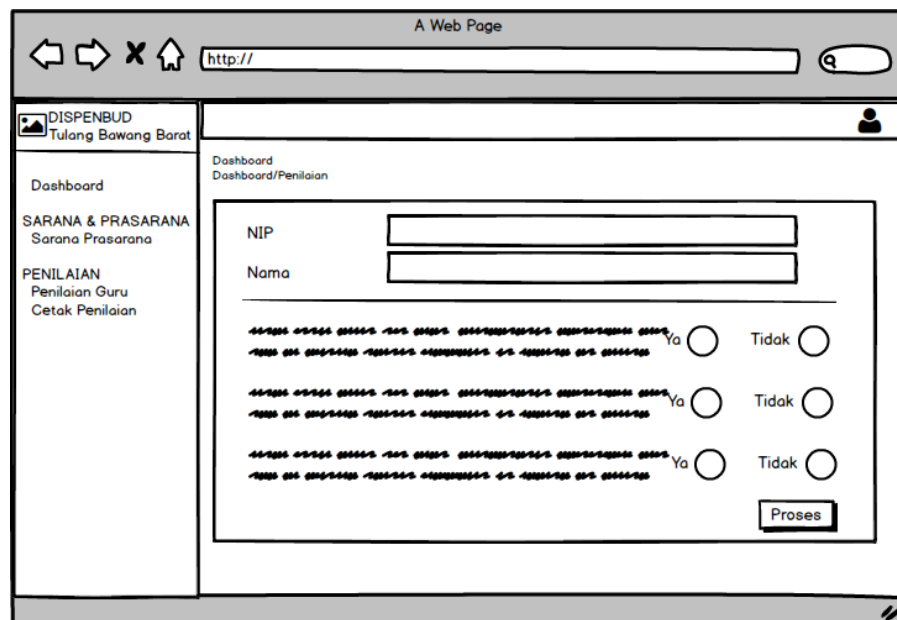 A Web Page
http://
DISPENBUD
Tulang Bawang Barat
Dashboard
SARANA & PRASARANA
Sarana Prasarana
PENILAIAN
Penilaian Guru
Cetak Penilaian
Dashboard
Dashboard/Penilaian
NIP
Nama
Ya Tidak
Ya Tidak
Ya Tidak
Proses